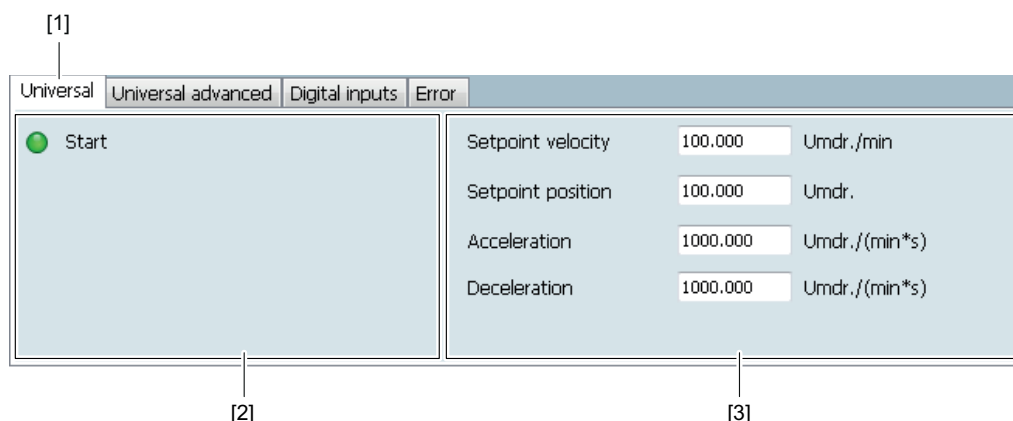 [1]
Universal Universal advanced Digital inputs Error
Start
Setpoint velocity 100.000 Umdr./min
Setpoint position 100.000 Umdr.
Acceleration 1000.000 Umdr./(min*s)
Deceleration 1000.000 Umdr./(min*s)
[2] [3]